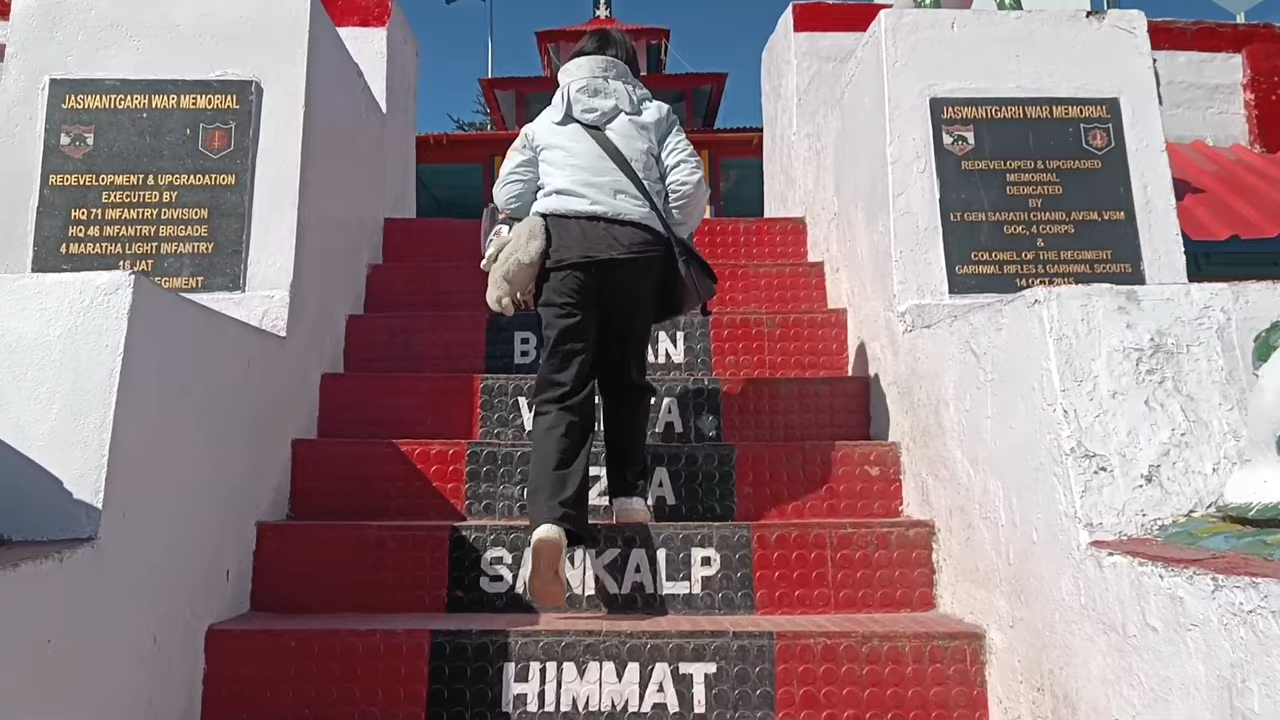 JASWANTGARH WAR MEMORIAL
REDEVELOPMENT & UPGRADATION
EXECUTED BY
HQ 71 INFANTRY DIVISION
HQ 46 INFANTRY BRIGADE
4 MARATHA LIGHT INFANTRY
16 JAT
REGIMENT
JASWANTGARH WAR MEMORIAL
REDEVELOPED & UPGRADED
MEMORIAL
DEDICATED
BY
LT GEN SARATH CHAND, AVSM, VSM
GOC, 4 CORPS
&
COLONEL OF THE REGIMENT
GARHWAL RIFLES & GARHWAL SCOUTS
14 OCT 2015
SANKALP
HIMMAT